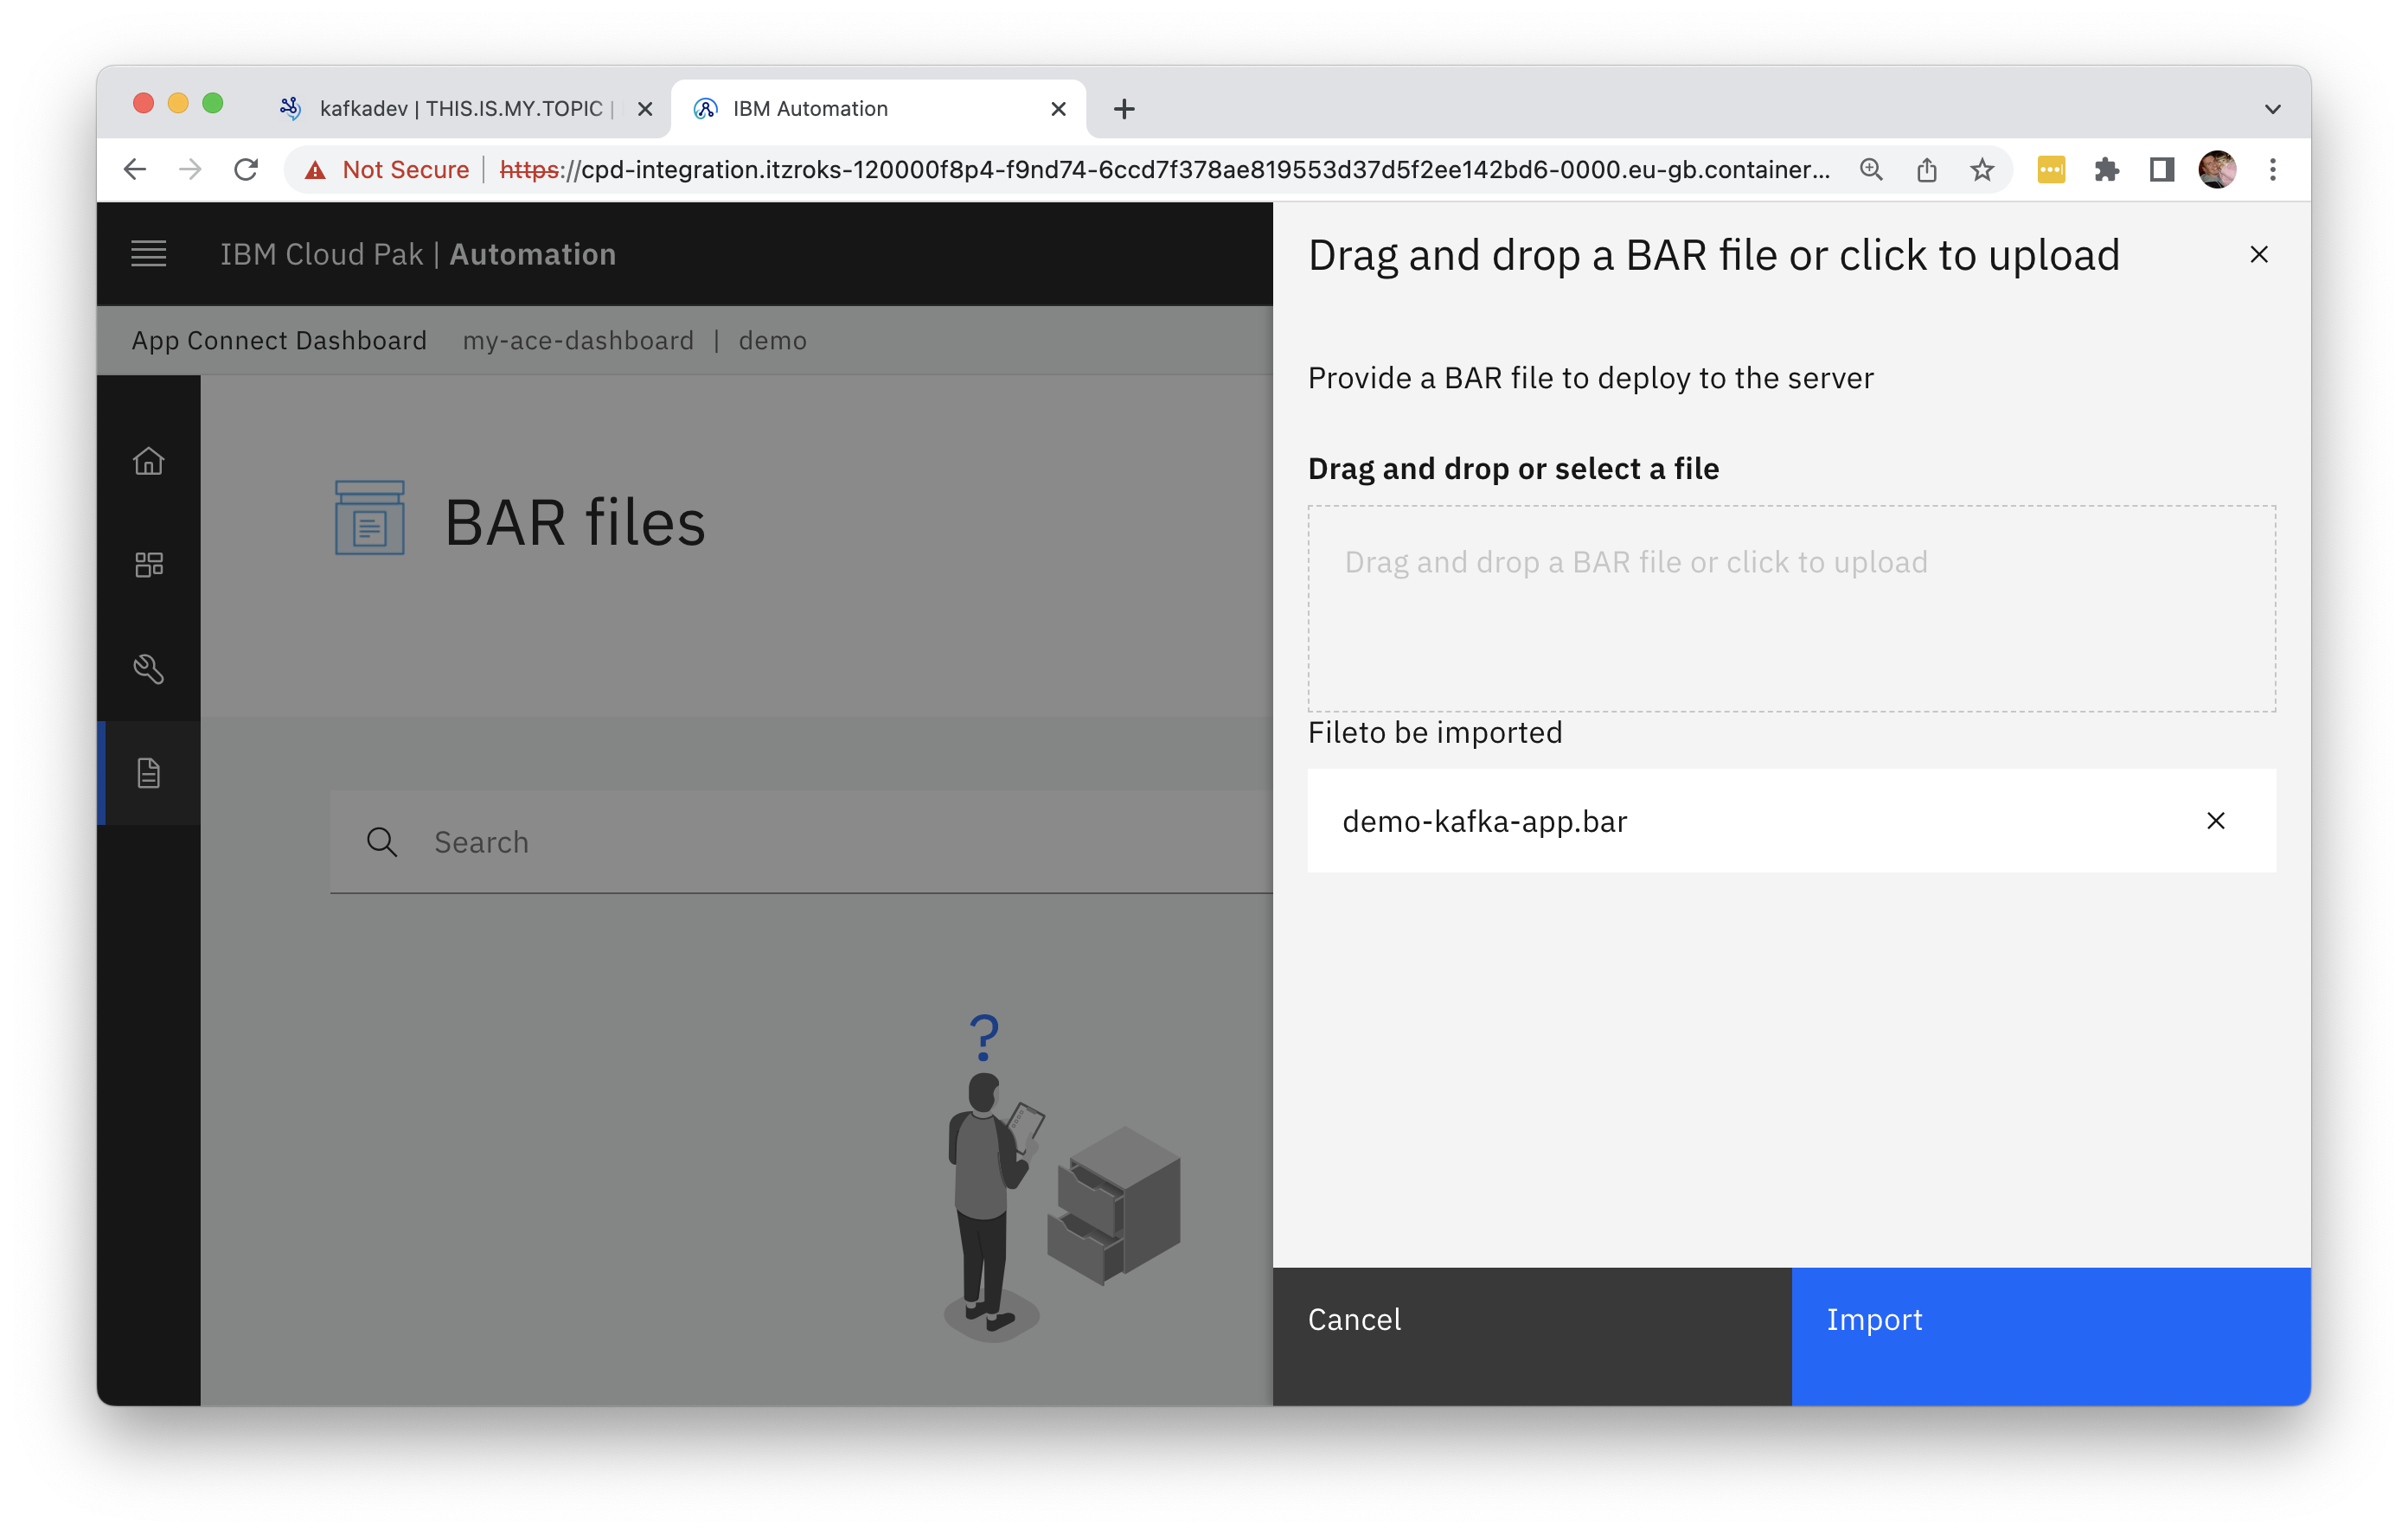 kafkadev | THIS.IS.MY.TOPIC |
IBM Automation
Not Secure | https://cpd-integration.itzroks-120000f8p4-f9nd74-6ccd7f378ae819553d37d5f2ee142bd6-0000.eu-gb.container...
IBM Cloud Pak | Automation
App Connect Dashboard my-ace-dashboard | demo
BAR files
Search
?
Drag and drop a BAR file or click to upload
Provide a BAR file to deploy to the server
Drag and drop or select a file
Drag and drop a BAR file or click to upload
Fileto be imported
demo-kafka-app.bar
Cancel
Import